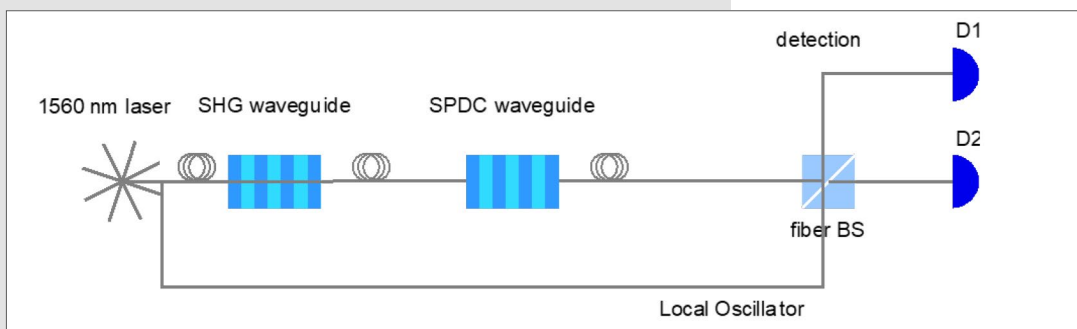 D1
detection
1560 nm laser
SHG waveguide
SPDC waveguide
D2
fiber BS
Local Oscillator